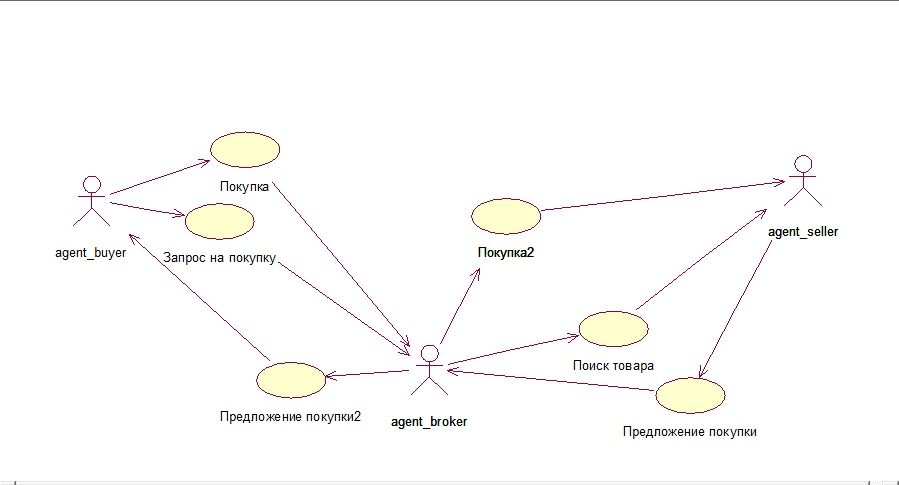 Покупка
agent_buyer
Запрос на покупку
Покупка2
agent_seller
Поиск товара
Предложение покупки2
agent_broker
Предложение покупки